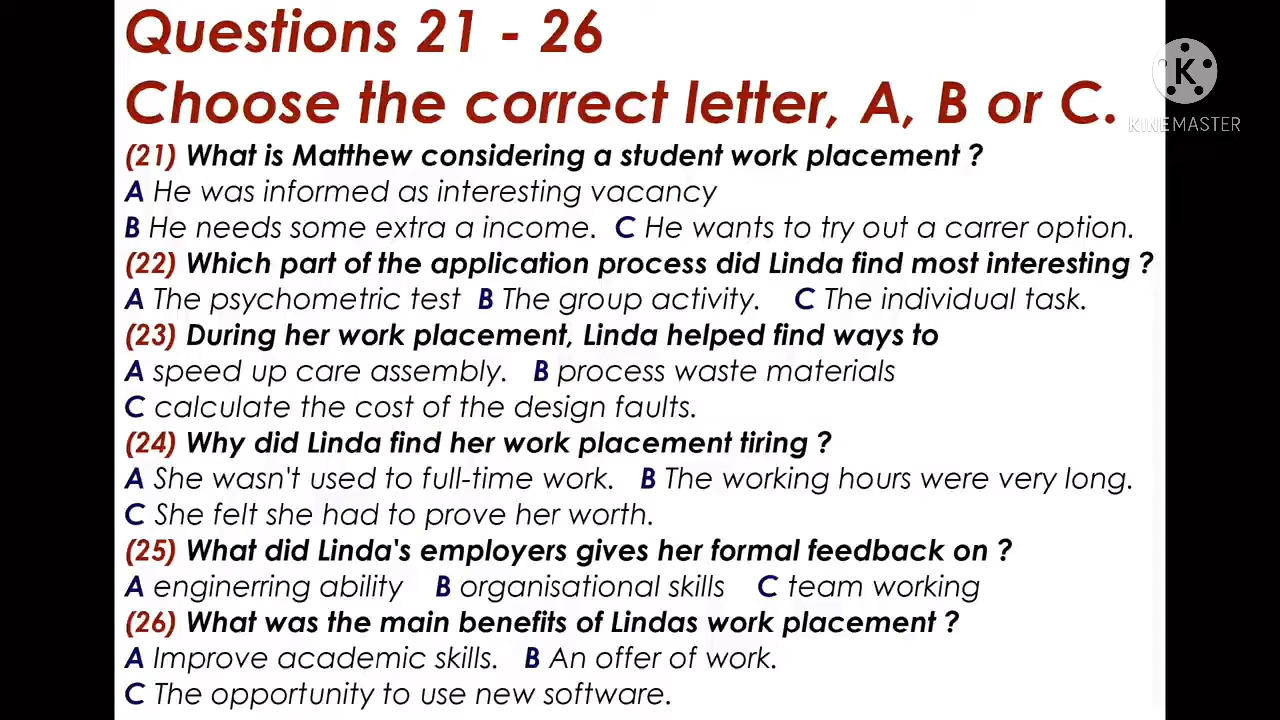 Questions 21 - 26
Choose the correct letter, A, B or C.
K
KINEMASTER
(21) What is Matthew considering a student work placement ?
A He was informed as interesting vacancy
B He needs some extra a income. C He wants to try out a carrer option.
(22) Which part of the application process did Linda find most interesting ?
A The psychometric test B The group activity. C The individual task.
(23) During her work placement, Linda helped find ways to
A speed up care assembly. B process waste materials
C calculate the cost of the design faults.
(24) Why did Linda find her work placement tiring ?
A She wasn't used to full-time work. B The working hours were very long.
C She felt she had to prove her worth.
(25) What did Linda's employers gives her formal feedback on ?
A enginerring ability B organisational skills C team working
(26) What was the main benefits of Lindas work placement ?
A Improve academic skills. B An offer of work.
C The opportunity to use new software.